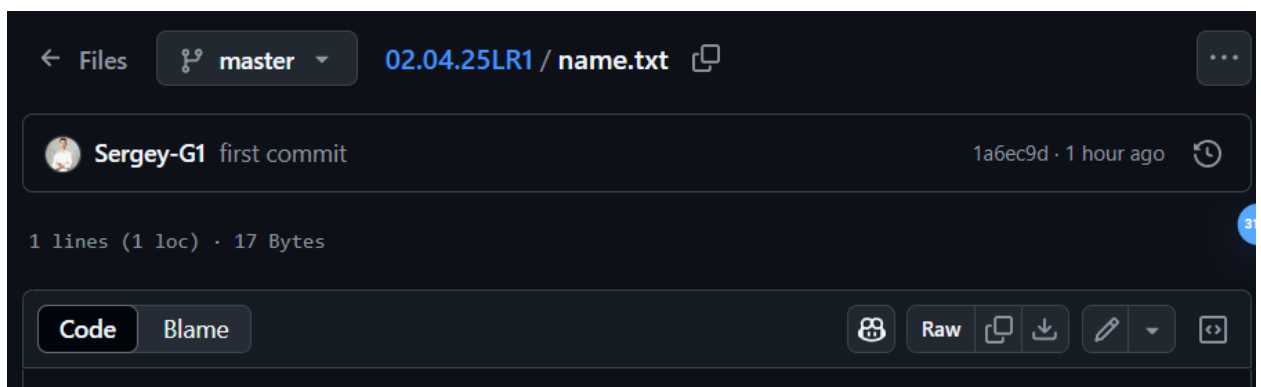 Files master 02.04.25LR1 / name.txt
Sergey-G1 first commit 1a6ec9d · 1 hour ago
1 lines (1 loc) · 17 Bytes
31
Code Blame Raw